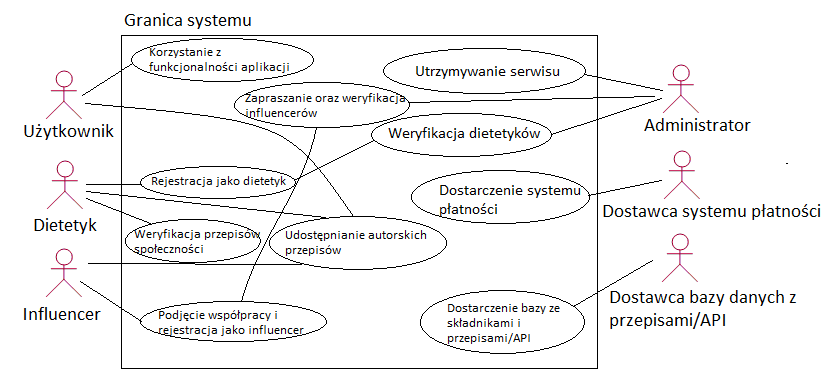 Granica systemu
Korzystanie z
funkcjonalności aplikacji
Utrzymywanie serwisu
Zapraszanie oraz weryfikacja
influencerów
Użytkownik
Administrator
Weryfikacja dietetyków
Rejestracja jako dietetyk
Dostarczenie systemu
płatności
Dietetyk
Dostawca systemu płatności
Weryfikacja przepisów
społeczności
Udostępnianie autorskich
przepisów
Influencer
Dostawca bazy danych z
przepisami/API
Podjęcie współpracy i
rejestracja jako influencer
Dostarczenie bazy ze
składnikami i
przepisami/API